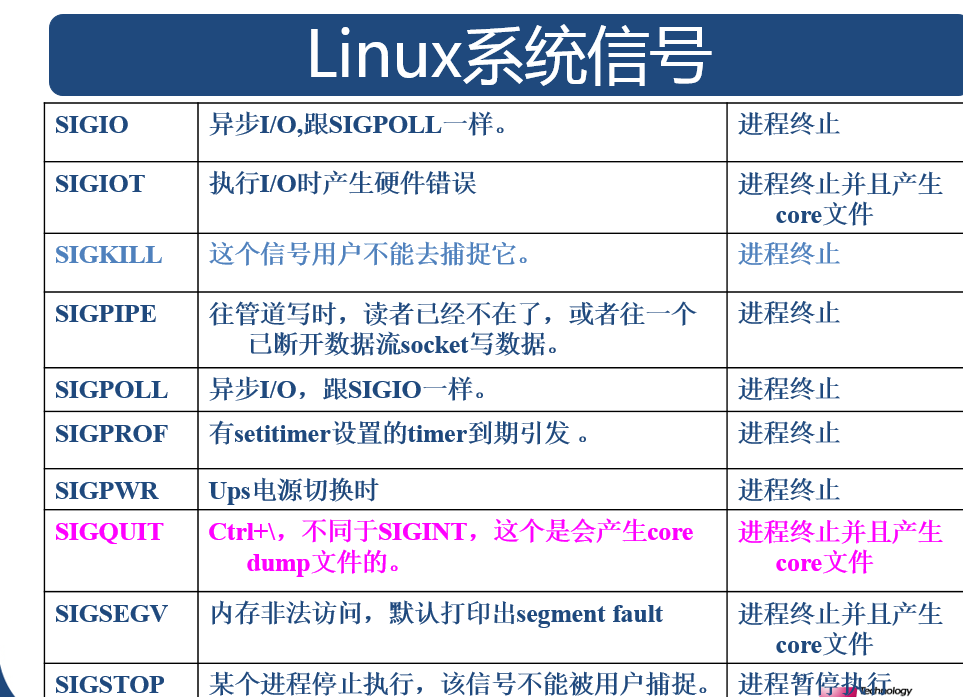 Linux系统信号
SIGIO 异步I/O,跟SIGPOLL一样。 进程终止
SIGIOT 执行I/O时产生硬件错误 进程终止并且产生
core文件
SIGKILL 这个信号用户不能去捕捉它。 进程终止
SIGPIPE 往管道写时，读者已经不在了，或者往一个 进程终止
已断开数据流socket写数据。
SIGPOLL 异步I/O，跟SIGIO一样。 进程终止
SIGPROF 有setitimer设置的timer到期引发 。 进程终止
SIGPWR Ups电源切换时 进程终止
SIGQUIT Ctrl+\，不同于SIGINT，这个是会产生core 进程终止并且产生
dump文件的。 core文件
SIGSEGV 内存非法访问，默认打印出segment fault 进程终止并且产生
core文件
SIGSTOP 某个进程停止执行，该信号不能被用户捕捉。 进程暂停执行
Technology